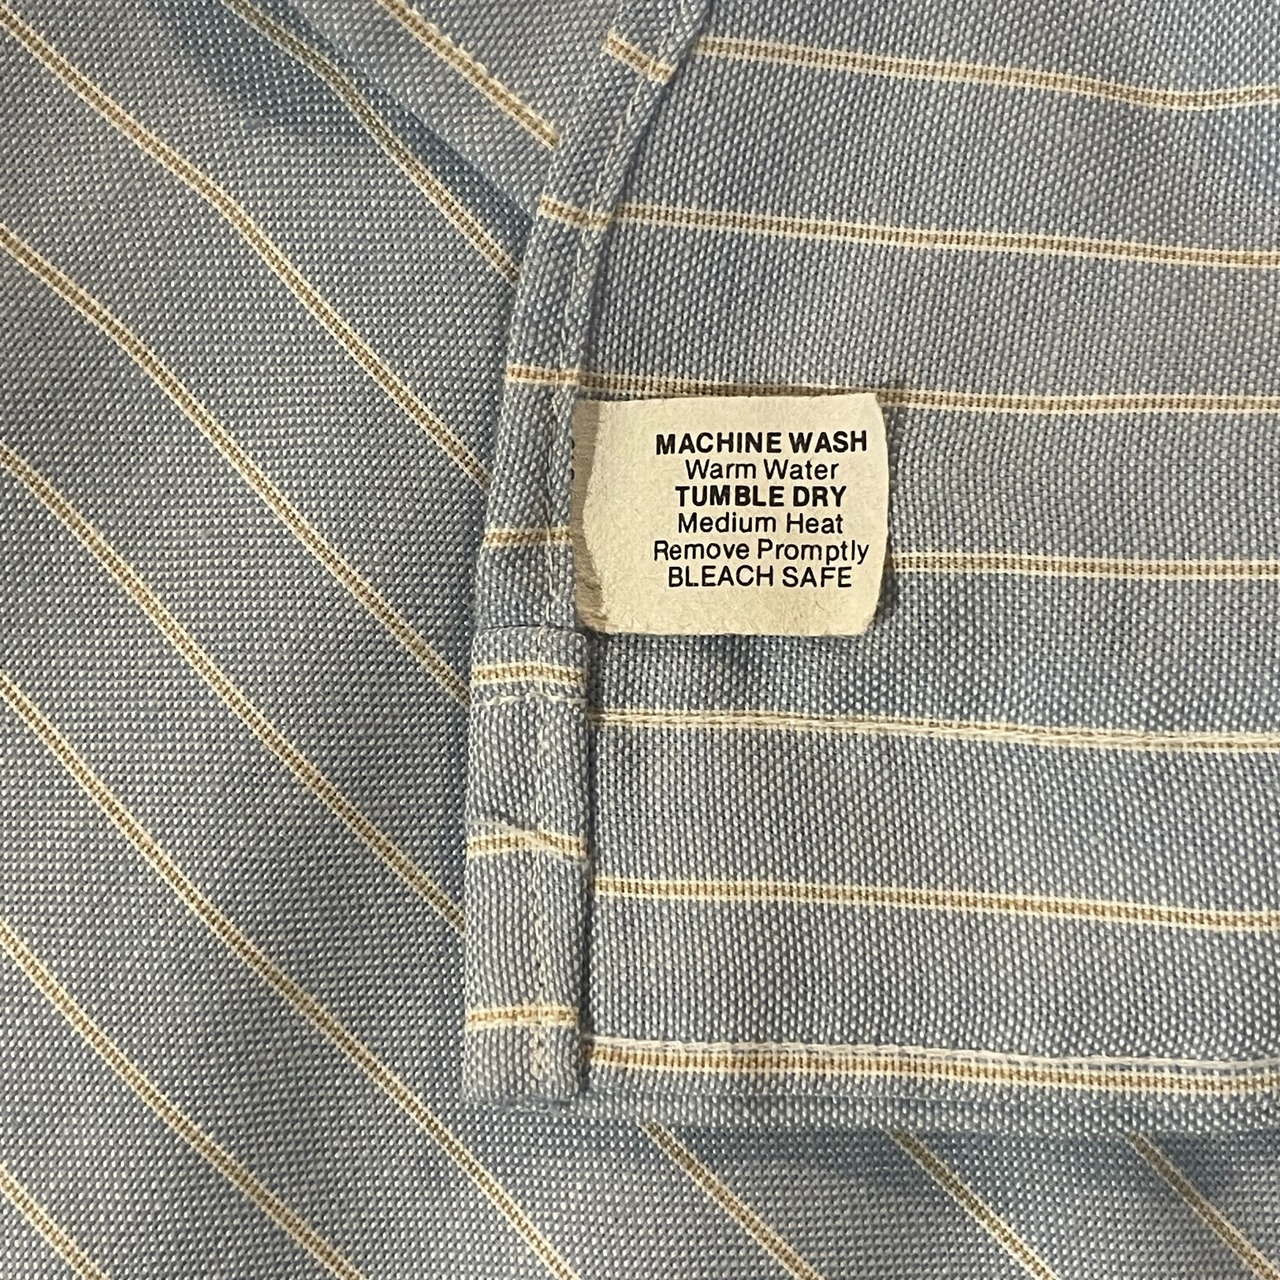 MACHINE WASH
Warm Water
TUMBLE DRY
Medium Heat
Remove Promptly
BLEACH SAFE